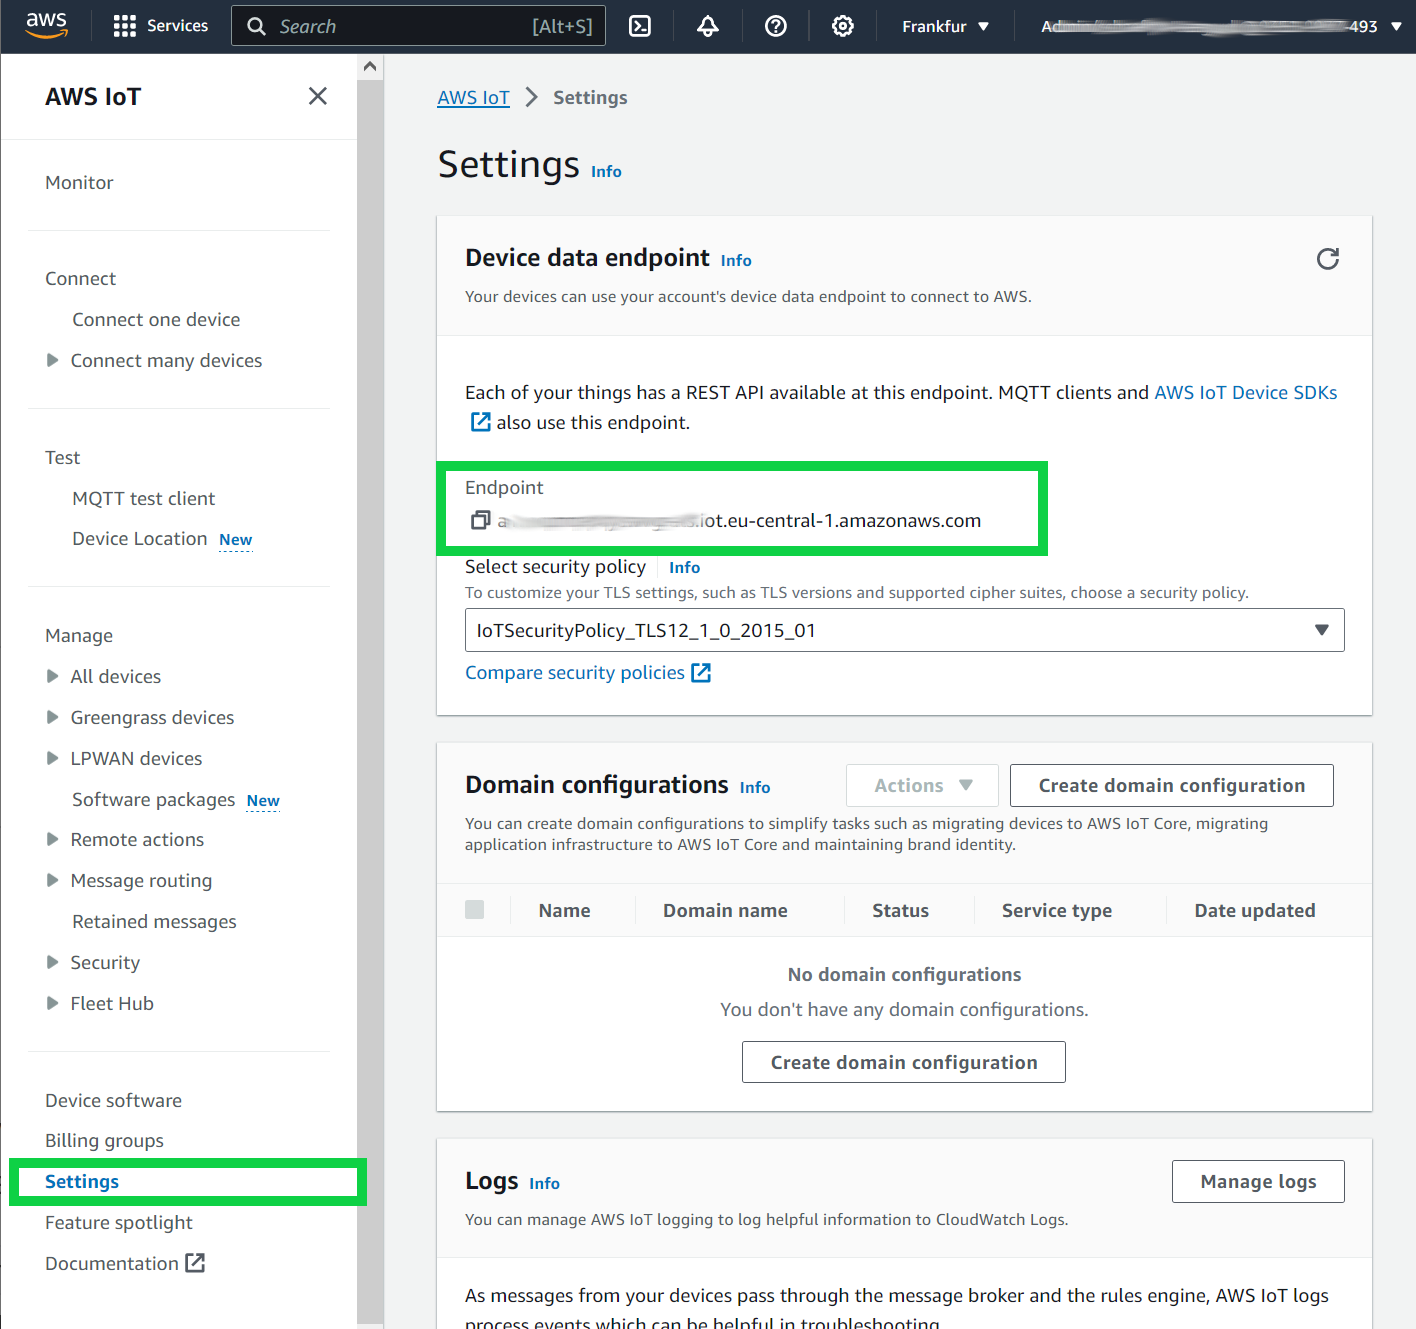 aws
Services
Search
[Alt+S]
Frankfur
493
AWS IoT
Monitor
Connect
Connect one device
Connect many devices
Test
MQTT test client
Device Location New
Manage
All devices
Greengrass devices
LPWAN devices
Software packages New
Remote actions
Message routing
Retained messages
Security
Fleet Hub
Device software
Billing groups
Settings
Feature spotlight
Documentation
AWS IoT > Settings
Settings Info
Device data endpoint Info
Your devices can use your account's device data endpoint to connect to AWS.
Each of your things has a REST API available at this endpoint. MQTT clients and AWS IoT Device SDKs
also use this endpoint.
Endpoint
.iot.eu-central-1.amazonaws.com
Select security policy Info
To customize your TLS settings, such as TLS versions and supported cipher suites, choose a security policy.
IoTSecurityPolicy_TLS12_1_0_2015_01
Compare security policies
Domain configurations Info
Actions
Create domain configuration
You can create domain configurations to simplify tasks such as migrating devices to AWS IoT Core, migrating
application infrastructure to AWS IoT Core and maintaining brand identity.
Name Domain name Status Service type Date updated
No domain configurations
You don't have any domain configurations.
Create domain configuration
Logs Info
Manage logs
You can manage AWS IoT logging to log helpful information to CloudWatch Logs.
As messages from your devices pass through the message broker and the rules engine, AWS IoT logs
process events which can be helpful in troubleshooting.